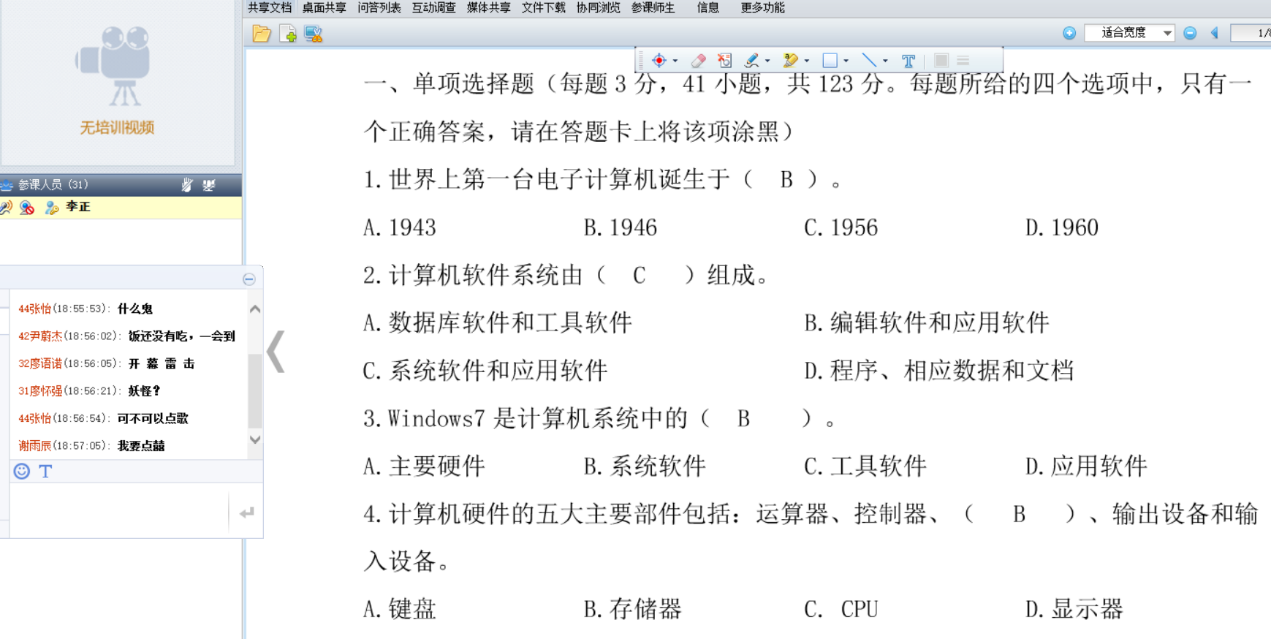 共享文档 桌面共享 问答列表 互动调查 媒体共享 文件下载 协同浏览 参课师生 信息 更多功能
适合宽度
无培训视频
参课人员 (31)
李正
44张怡(18:55:53): 什么鬼
42尹蔚杰(18:56:02): 饭还没有吃，一会到
32廖语诺(18:56:05): 开 幕 雷 击
31廖怀强(18:56:21): 妖怪？
44张怡(18:56:54): 可不可以点歌
谢雨辰(18:57:05): 我要点囍
一、单项选择题（每题 3 分，41 小题，共 123 分。每题所给的四个选项中，只有一
个正确答案，请在答题卡上将该项涂黑）
1.世界上第一台电子计算机诞生于（ B ）。
A.1943 B.1946 C.1956 D.1960
2.计算机软件系统由（ C ）组成。
A.数据库软件和工具软件 B.编辑软件和应用软件
C.系统软件和应用软件 D.程序、相应数据和文档
3.Windows7 是计算机系统中的（ B ）。
A.主要硬件 B.系统软件 C.工具软件 D.应用软件
4.计算机硬件的五大主要部件包括：运算器、控制器、（ B ）、输出设备和输
入设备。
A.键盘 B.存储器 C. CPU D.显示器